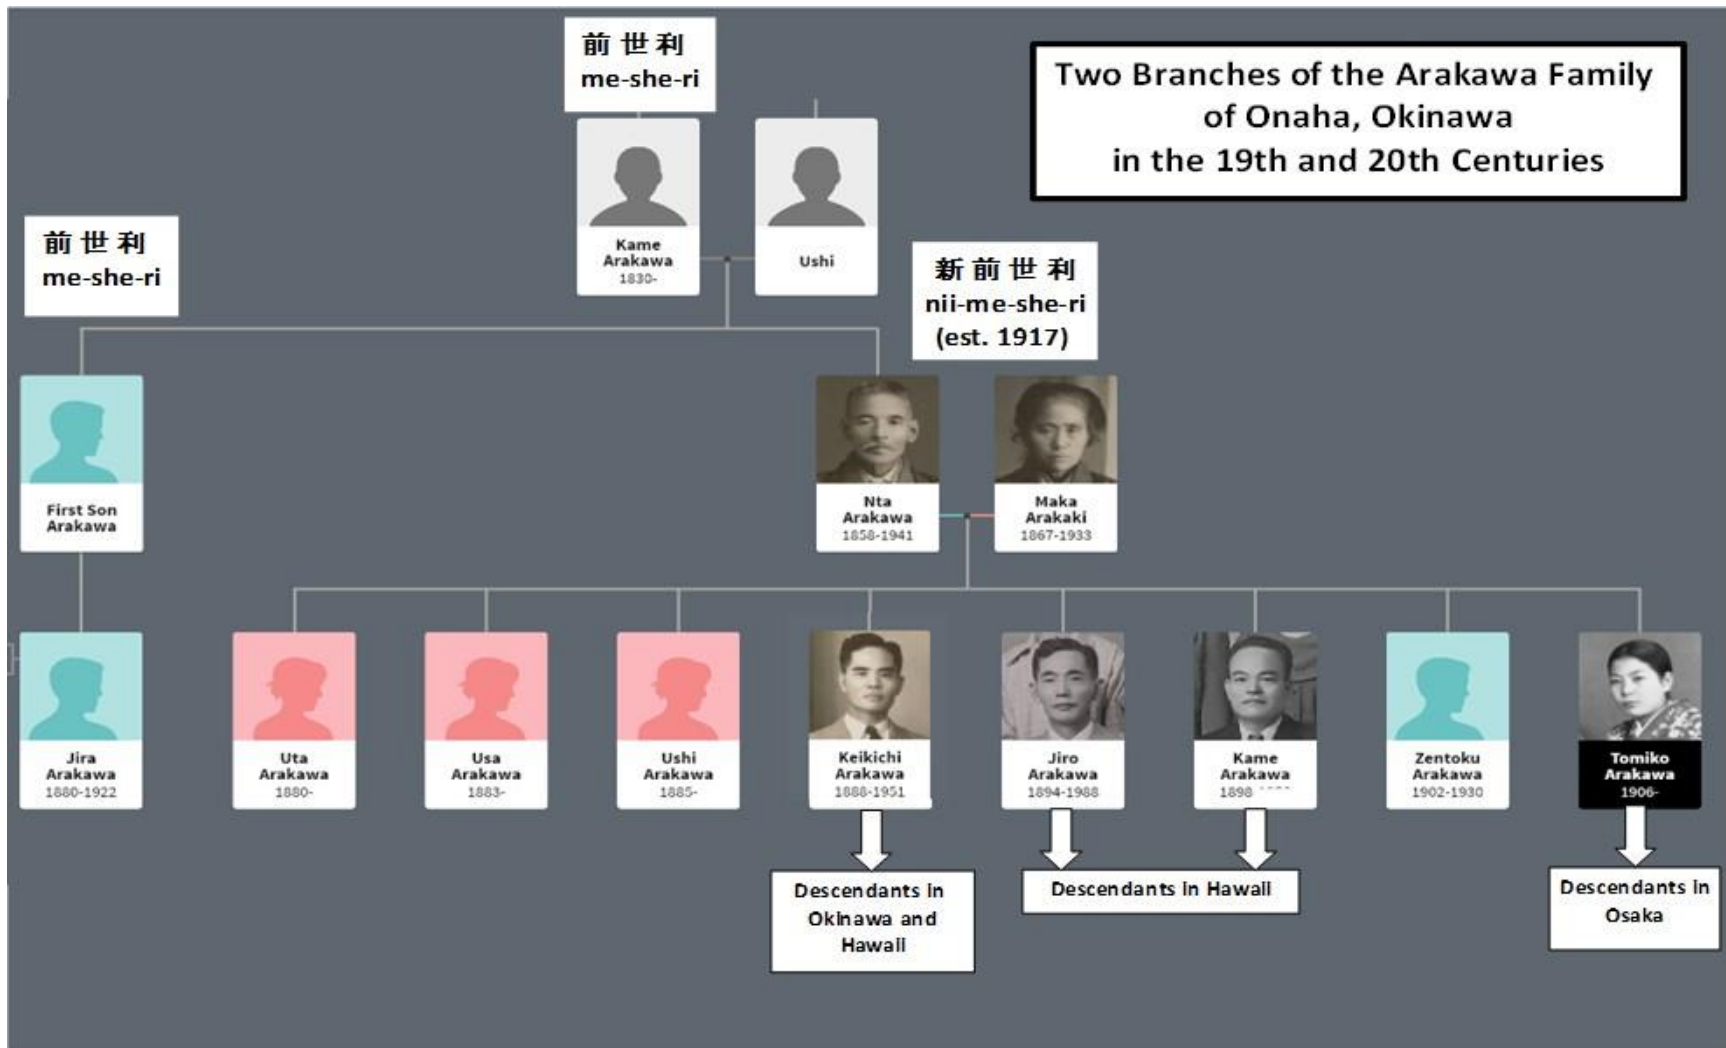 前世利
me-she-ri
Two Branches of the Arakawa Family
of Onaha, Okinawa
in the 19th and 20th Centuries
Kame
Arakawa
1830-
Ushi
前世利
me-she-ri
新前世利
nii-me-she-ri
(est. 1917)
First Son
Arakawa
Nta
Arakawa
1858-1941
Maka
Arakaki
1867-1933
Jira
Arakawa
1880-1922
Uta
Arakawa
1880-
Usa
Arakawa
1883-
Ushi
Arakawa
1885-
Keikichi
Arakawa
1888-1951
Jiro
Arakawa
1894-1988
Kame
Arakawa
1898
Zentoku
Arakawa
1902-1930
Tomiko
Arakawa
1906-
Descendants in
Okinawa and
Hawaii
Descendants in Hawaii
Descendants in
Osaka